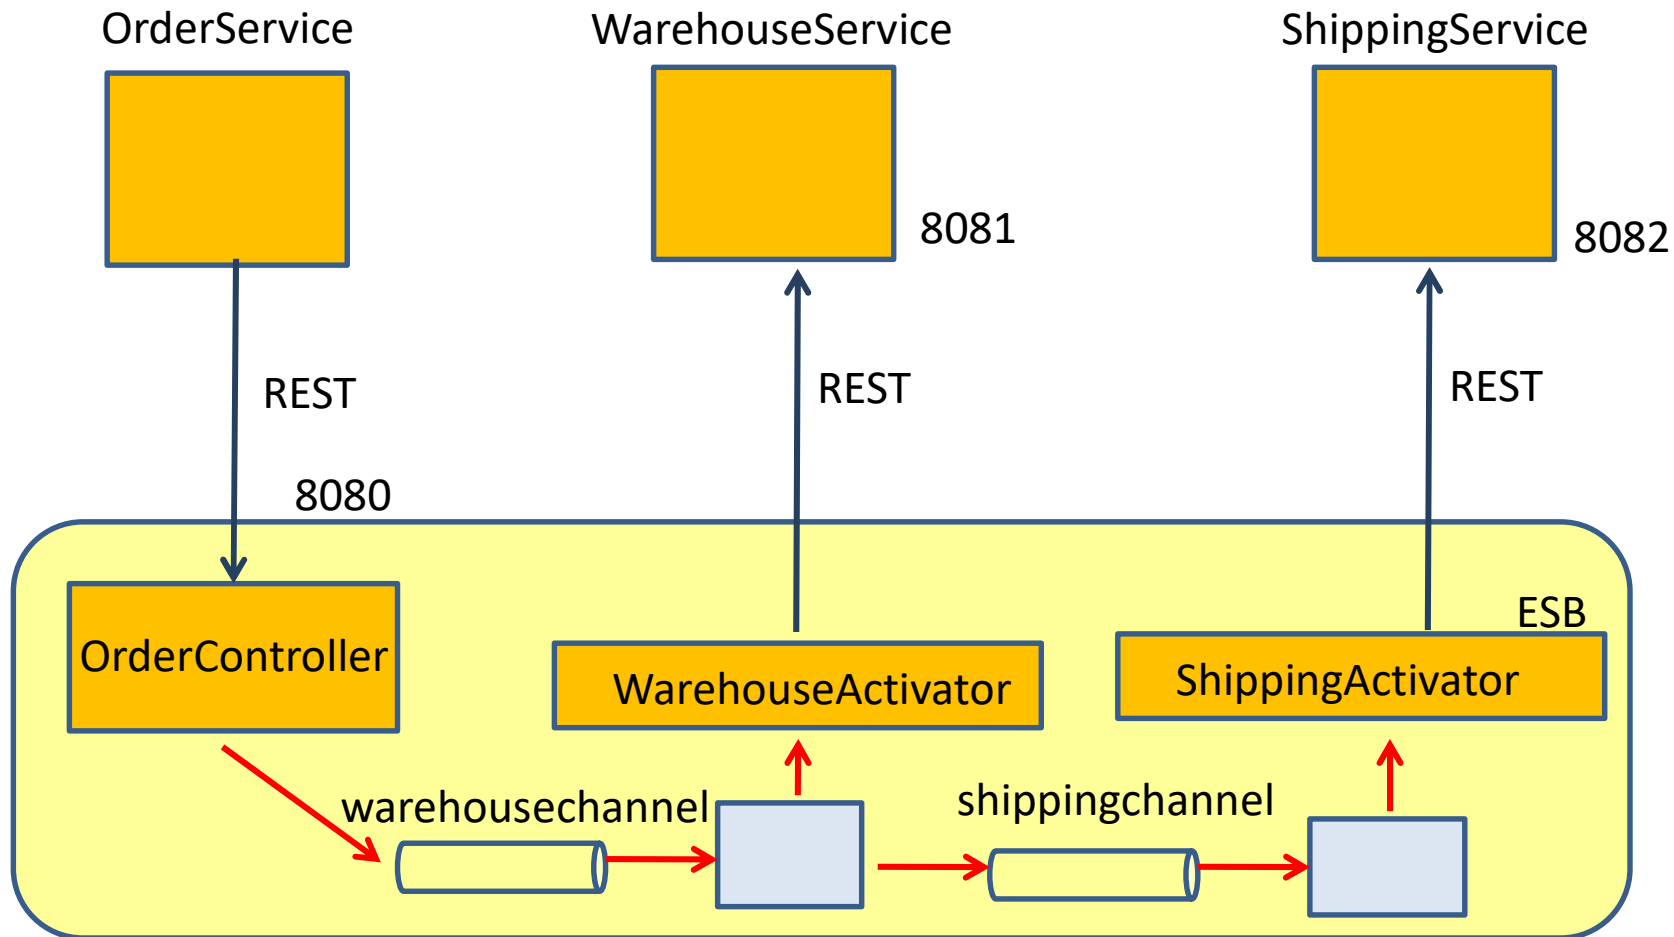 OrderService
WarehouseService
ShippingService
8081
8082
REST
REST
REST
8080
ESB
OrderController
WarehouseActivator
ShippingActivator
warehousechannel
shippingchannel